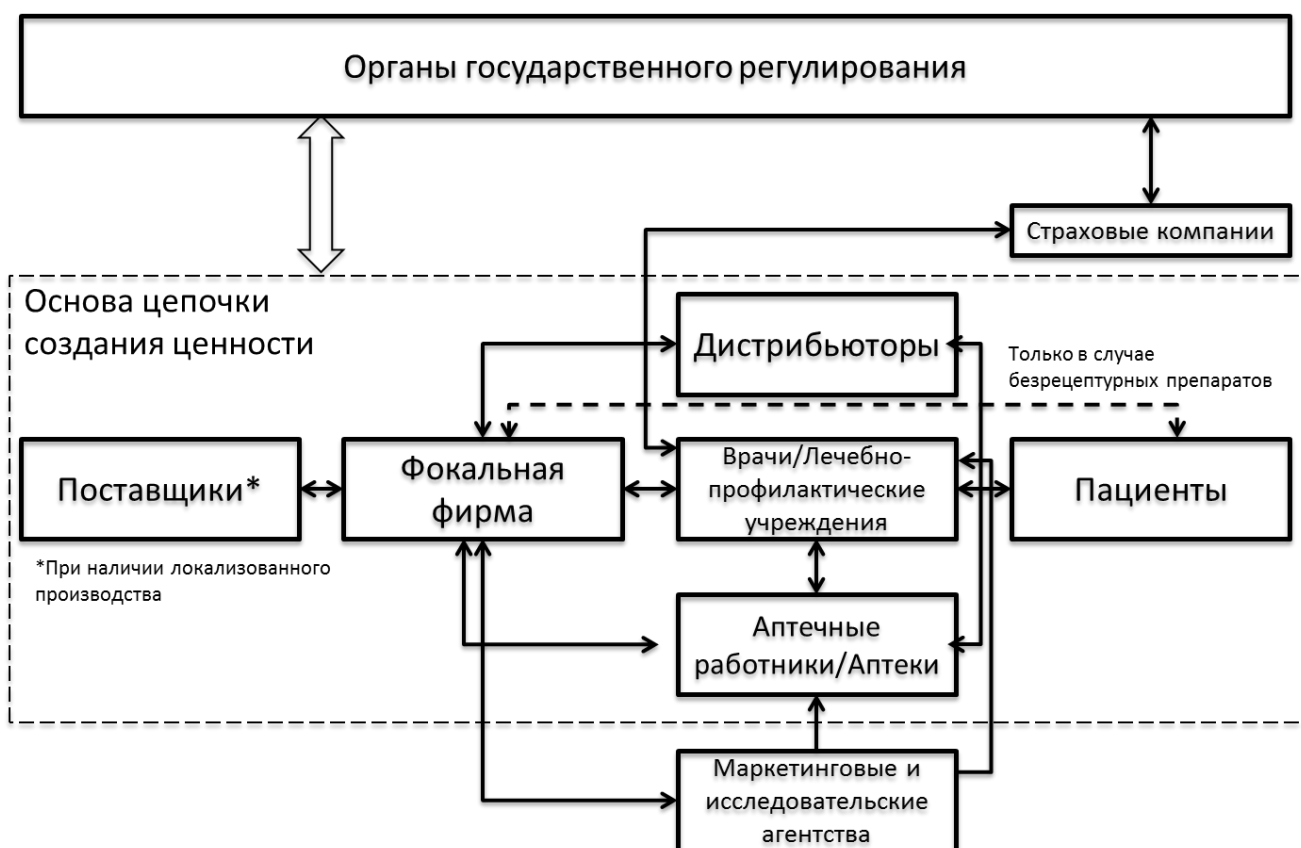 Органы государственного регулирования
Страховые компании
Основа цепочки
создания ценности
Дистрибьюторы
Только в случае
безрецептурных препаратов
Поставщики*
Фокальная
фирма
Врачи/Лечебно-
профилактические
учреждения
Пациенты
*При наличии локализованного
производства
Аптечные
работники/Аптеки
Маркетинговые и
исследовательские
агентства